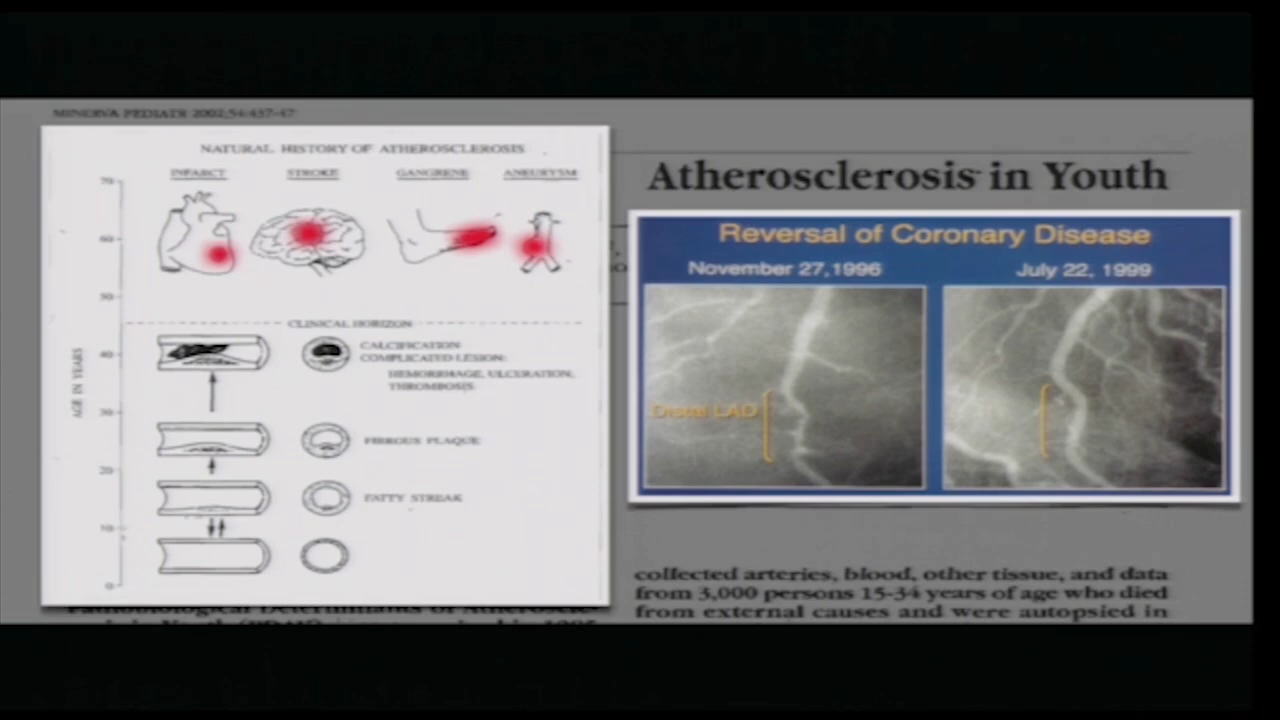 MINERVA PEDIATR 2002;54:437-47
NATURAL HISTORY OF ATHEROSCLEROSIS
INFARCT STROKE GANGRENE ANEURYSM
70
60
50
CLINICAL HORIZON
CALCIFICATION
COMPLICATED LESION:
HEMORRHAGE, ULCERATION,
THROMBOSIS
40
AGE IN YEARS
30
FIBROUS PLAQUE
20
FATTY STREAK
10
0
Atherosclerosis in Youth
Reversal of Coronary Disease
November 27,1996 July 22, 1999
Distal LAD
collected arteries, blood, other tissue, and data
from 3,000 persons 15-34 years of age who died
from external causes and were autopsied in